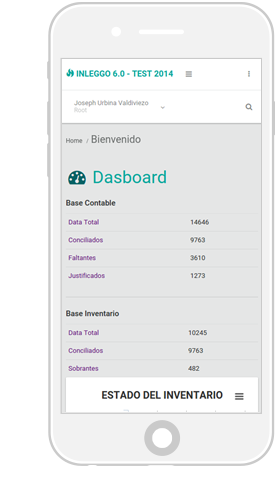 INLEGGO 6.0 - TEST 2014
Joseph Urbina Valdiviezo
Root
Home / Bienvenido
Dasboard
Base Contable
Data Total 14646
Conciliados 9763
Faltantes 3610
Justificados 1273
Base Inventario
Data Total 10245
Conciliados 9763
Sobrantes 482
ESTADO DEL INVENTARIO